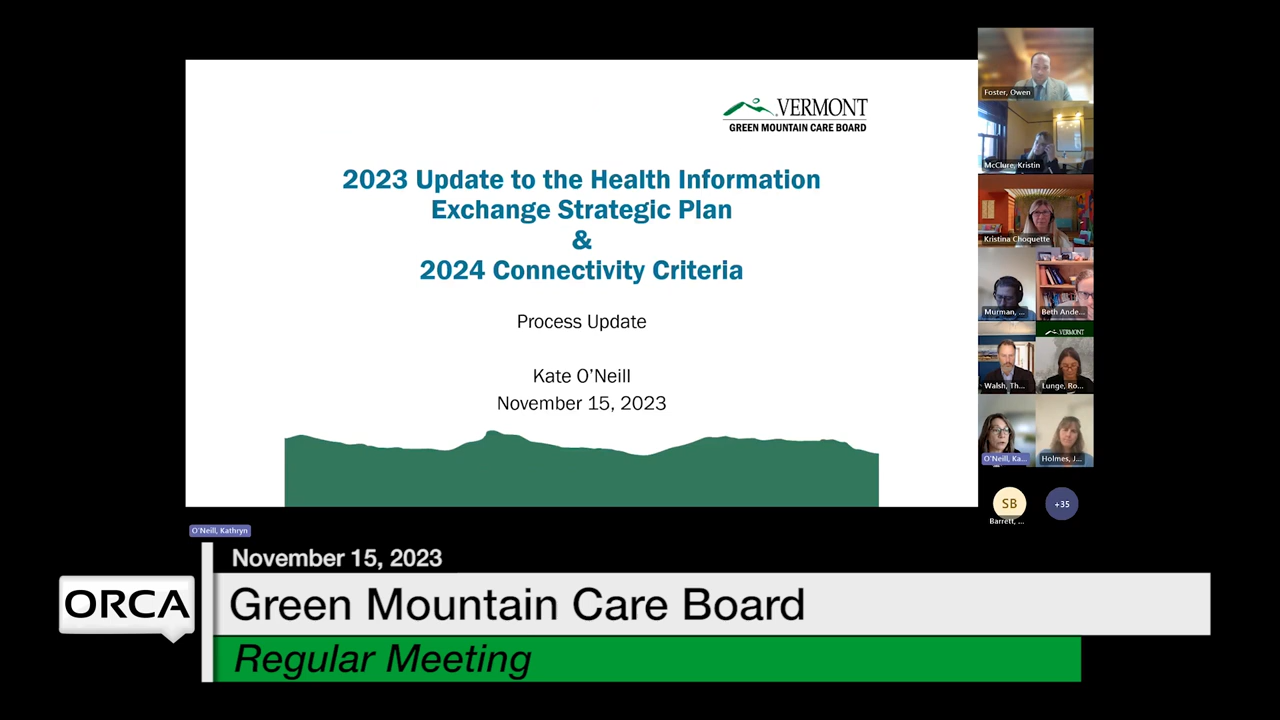 VERMONT
GREEN MOUNTAIN CARE BOARD
2023 Update to the Health Information
Exchange Strategic Plan
&
2024 Connectivity Criteria
Process Update
Kate O'Neill
November 15, 2023
Foster, Owen
McClure, Kristin
Kristina Choquette
Murman, ...
Beth Ande...
VERMONT
Walsh, Th...
Lunge, Ro...
O'Neill, Ka...
Holmes, J...
SB
+35
Barrett, ...
O'Neill, Kathryn
November 15, 2023
ORCA
Green Mountain Care Board
Regular Meeting